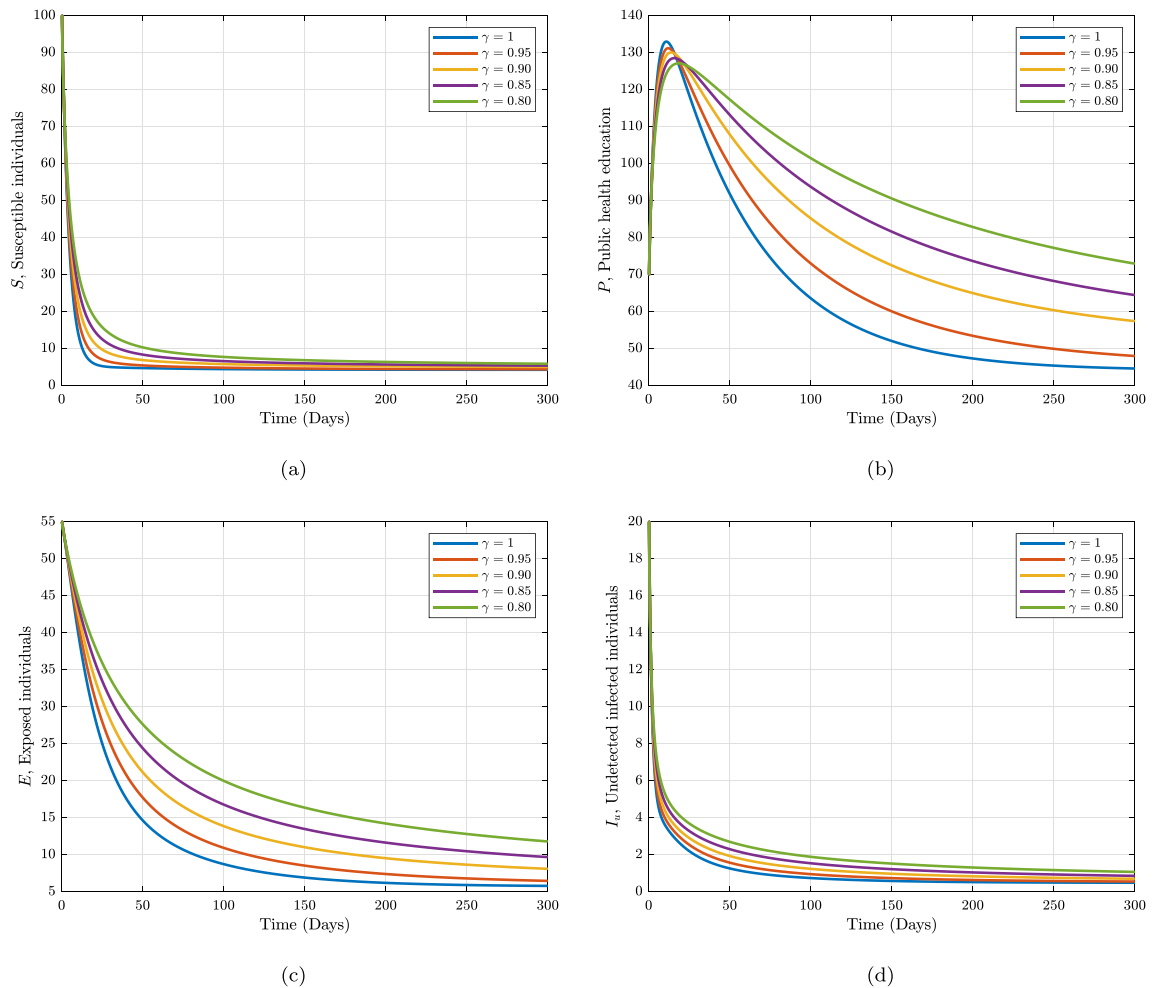 100
90
80
70
60
50
40
30
20
10
0
S, Susceptible individuals
γ = 1
γ = 0.95
γ = 0.90
γ = 0.85
γ = 0.80
0 50 100 150 200 250 300
Time (Days)
(a)
140
130
120
110
100
90
80
70
60
50
40
P, Public health education
γ = 1
γ = 0.95
γ = 0.90
γ = 0.85
γ = 0.80
0 50 100 150 200 250 300
Time (Days)
(b)
55
50
45
40
35
30
25
20
15
10
5
E, Exposed individuals
γ = 1
γ = 0.95
γ = 0.90
γ = 0.85
γ = 0.80
0 50 100 150 200 250 300
Time (Days)
(c)
20
18
16
14
12
10
8
6
4
2
0
I_u, Undetected infected individuals
γ = 1
γ = 0.95
γ = 0.90
γ = 0.85
γ = 0.80
0 50 100 150 200 250 300
Time (Days)
(d)